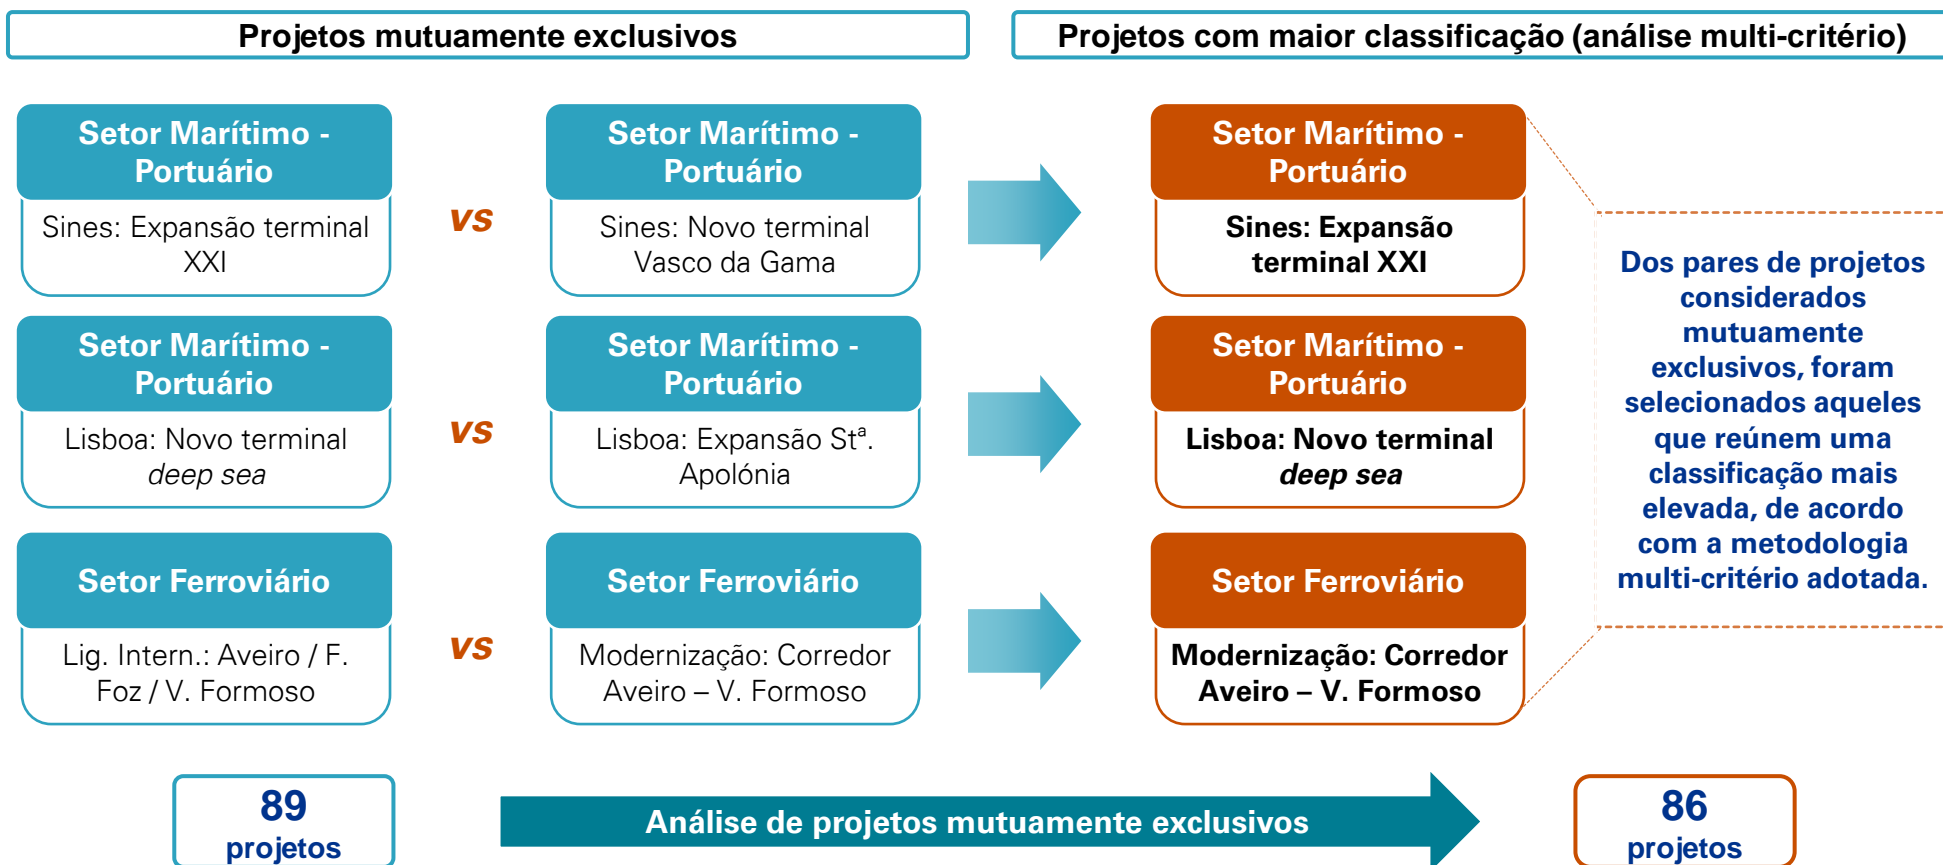 Projetos mutuamente exclusivos
Projetos com maior classificação (análise multi-critério)
Setor Marítimo -
Portuário
Sines: Expansão terminal
XXI
vs
Setor Marítimo -
Portuário
Sines: Novo terminal
Vasco da Gama
Setor Marítimo -
Portuário
Sines: Expansão
terminal XXI
Setor Marítimo -
Portuário
Lisboa: Novo terminal
deep sea
vs
Setor Marítimo -
Portuário
Lisboa: Expansão Stª.
Apolónia
Setor Marítimo -
Portuário
Lisboa: Novo terminal
deep sea
Setor Ferroviário
Lig. Intern.: Aveiro / F.
Foz / V. Formoso
vs
Setor Ferroviário
Modernização: Corredor
Aveiro – V. Formoso
Setor Ferroviário
Modernização: Corredor
Aveiro – V. Formoso
Dos pares de projetos
considerados
mutuamente
exclusivos, foram
selecionados aqueles
que reúnem uma
classificação mais
elevada, de acordo
com a metodologia
multi-critério adotada.
89
projetos
Análise de projetos mutuamente exclusivos
86
projetos